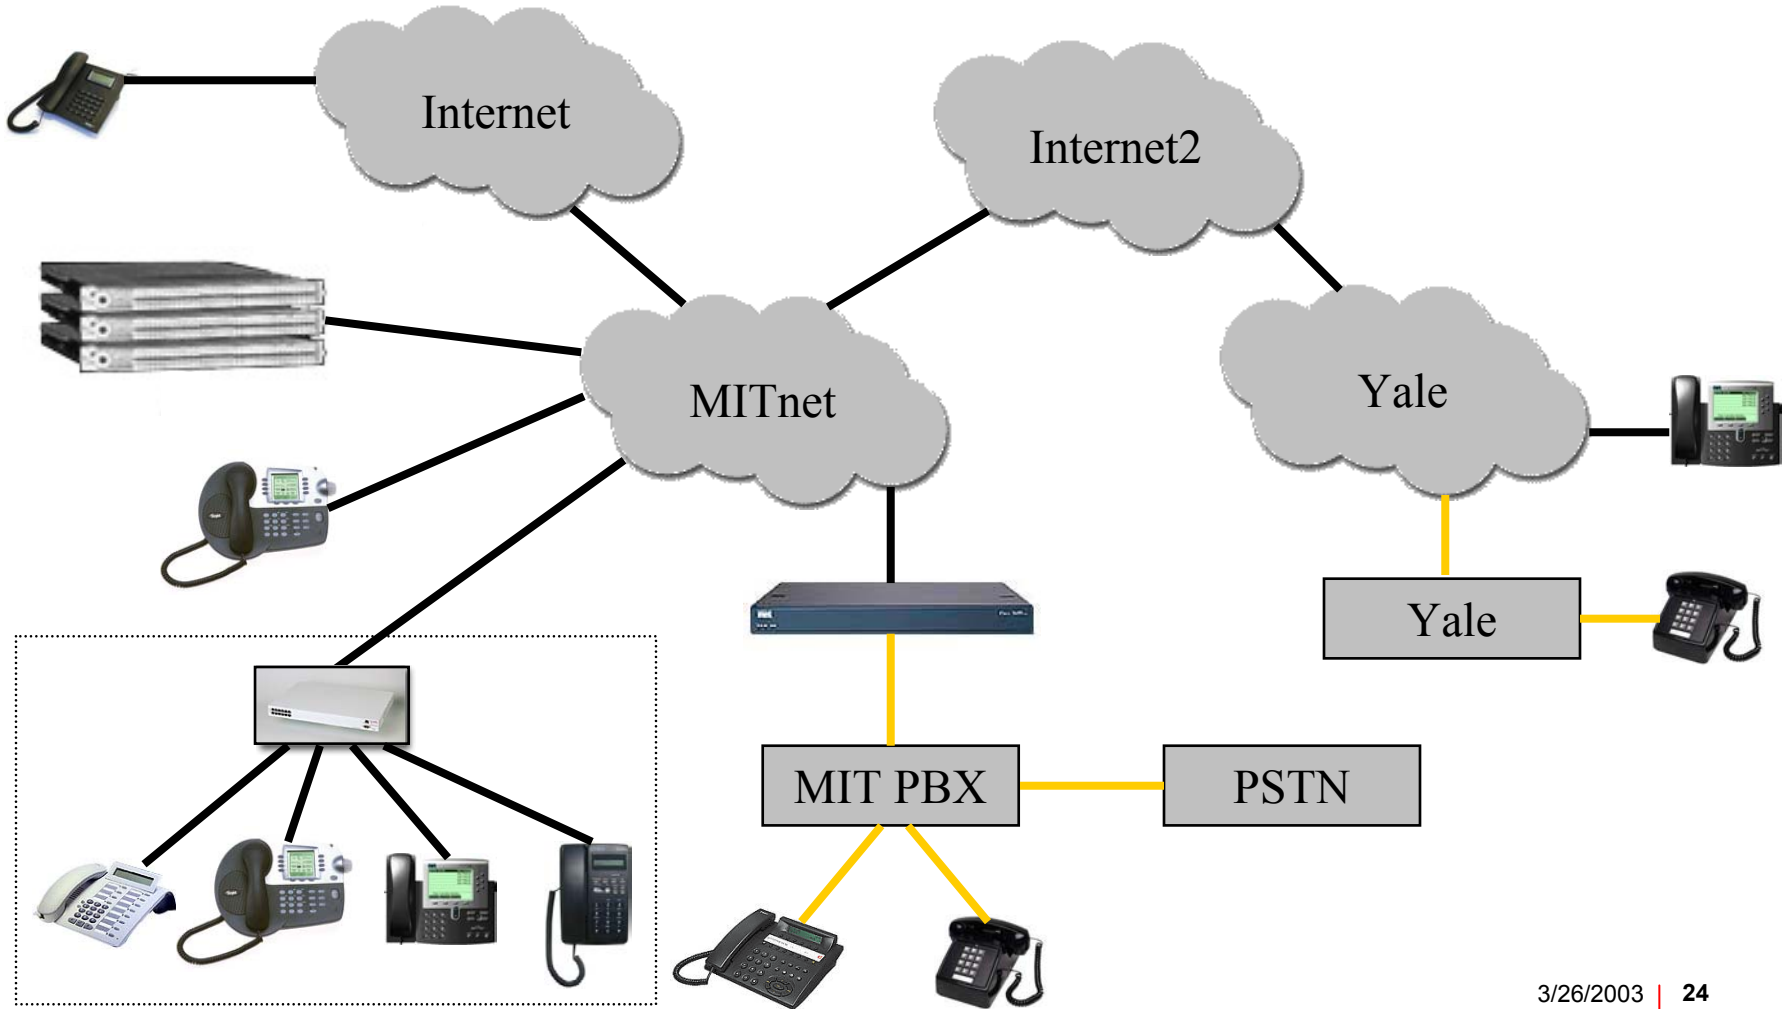 Internet
Internet2
MITnet
Yale
Yale
MIT PBX
PSTN
3/26/2003 | 24